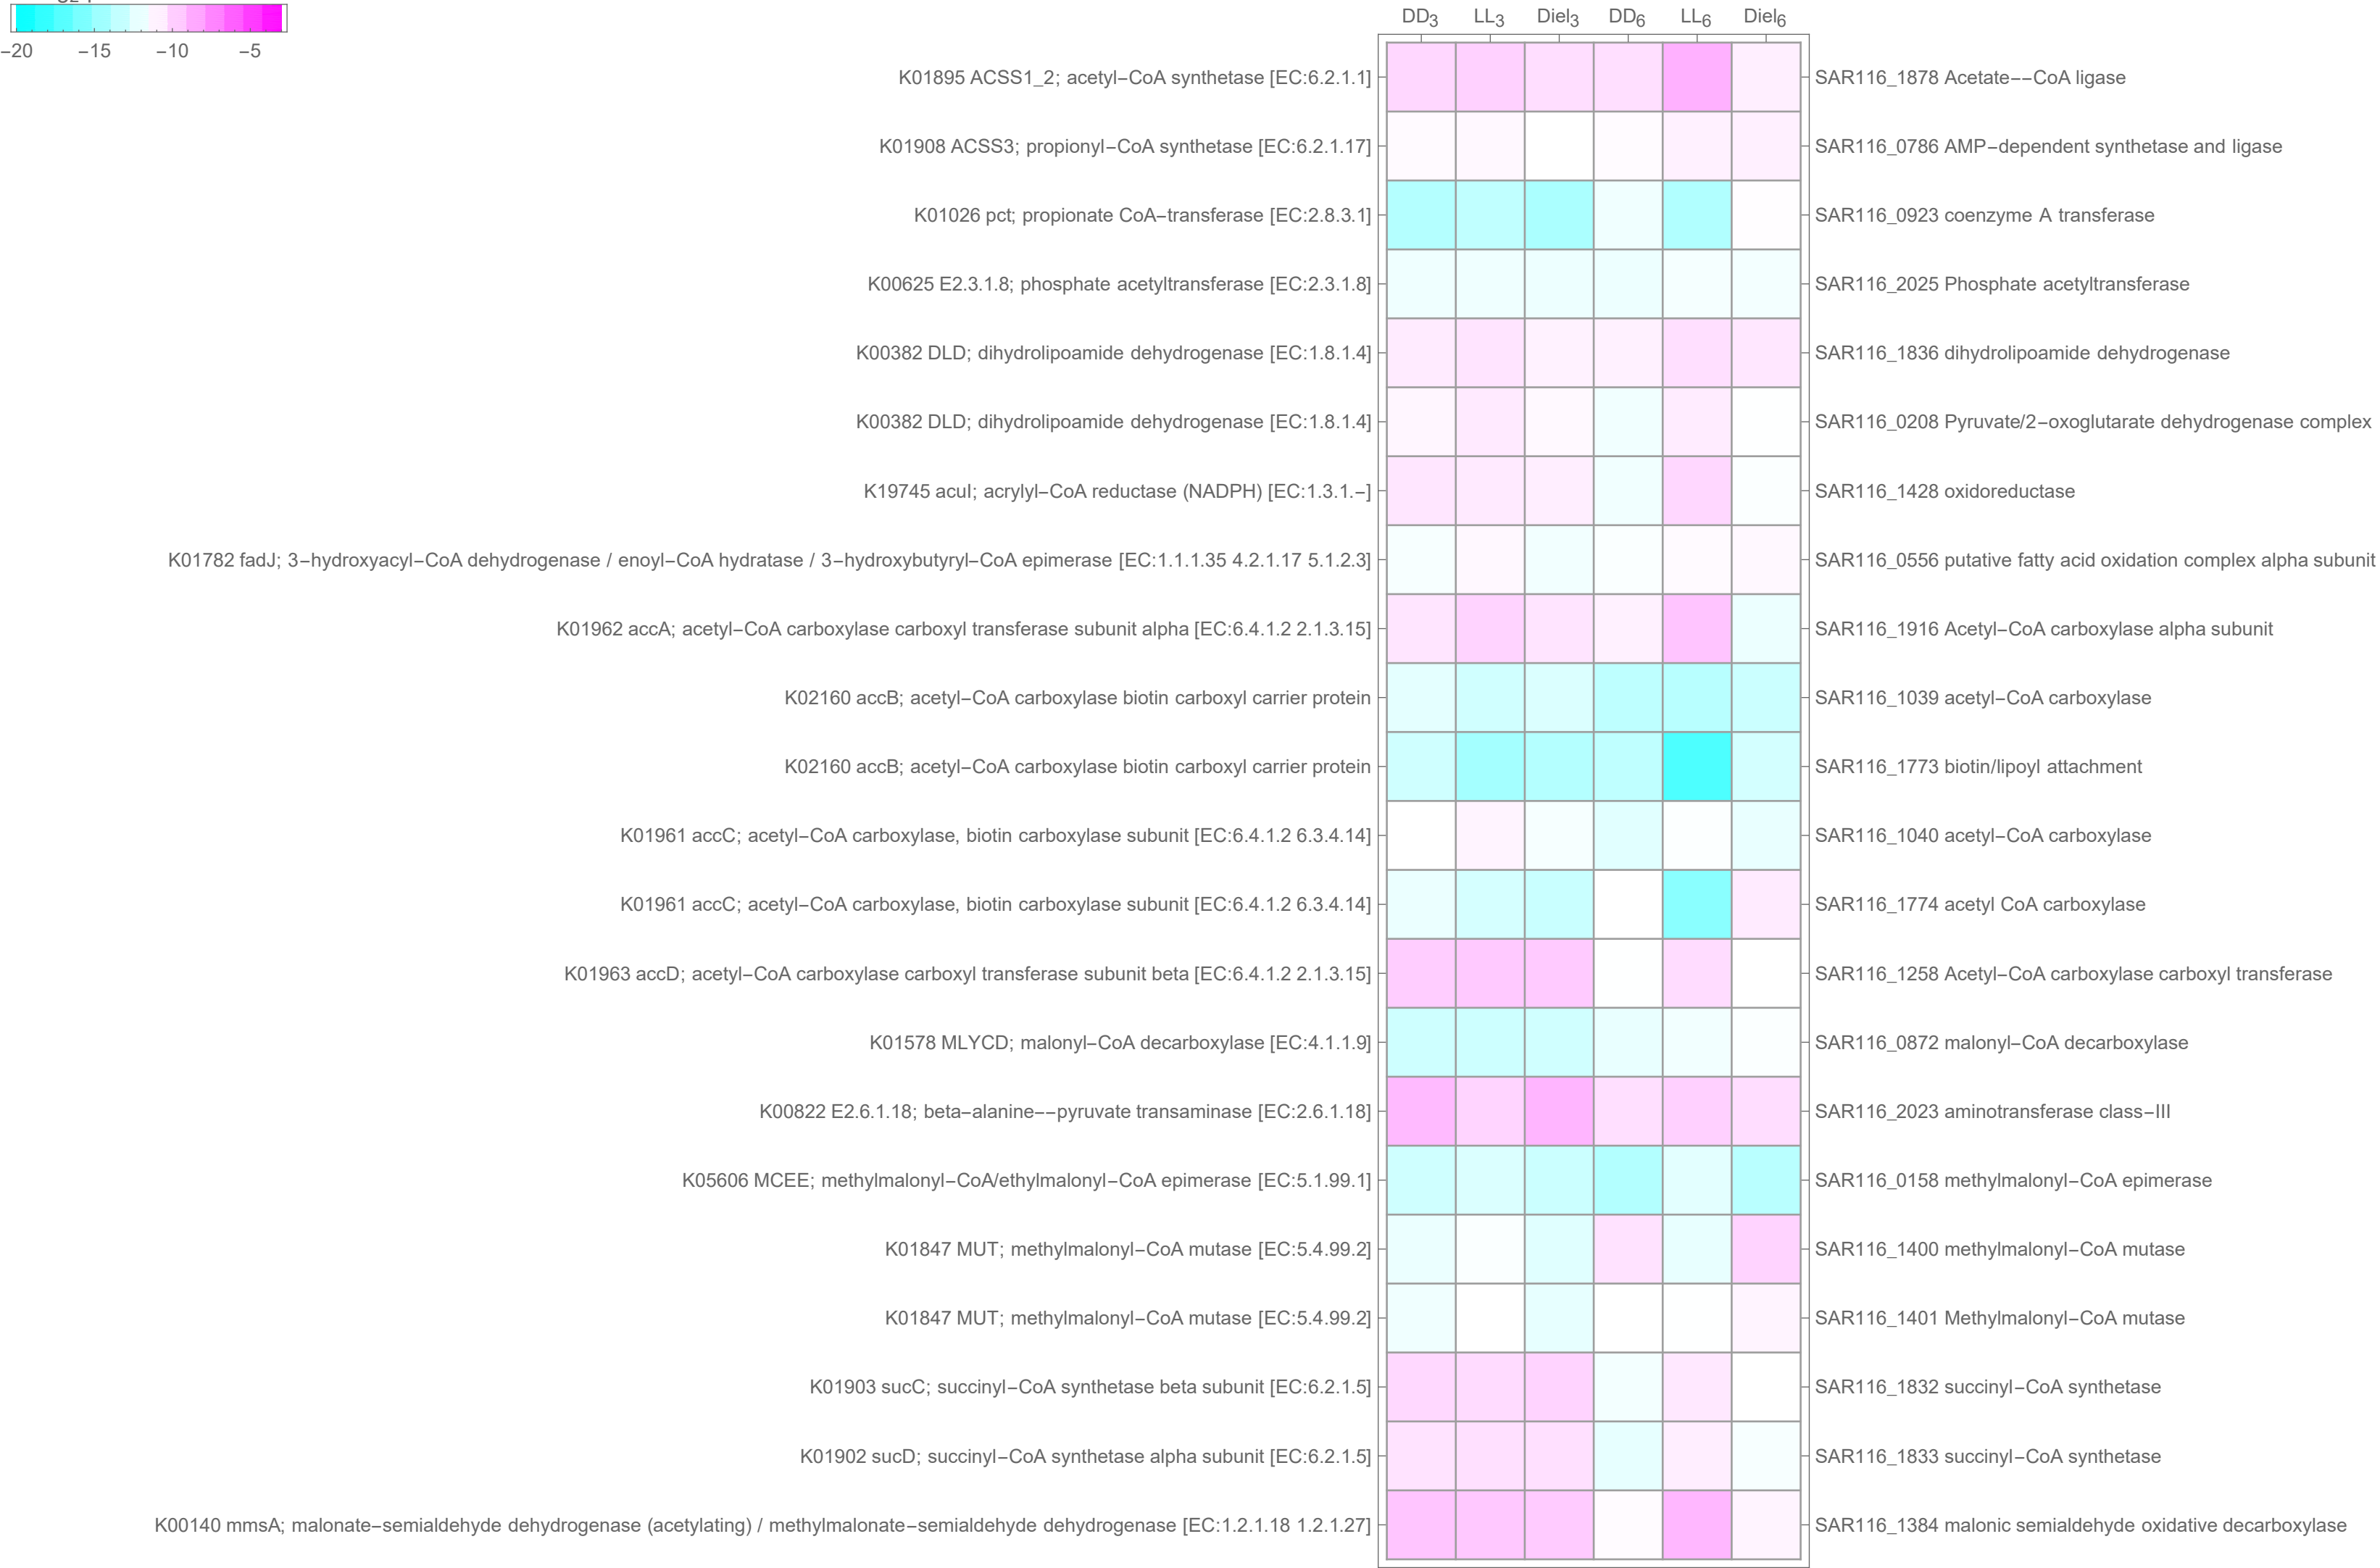 −20 −15 −10 −5
DD3 LL3 Diel3 DD6 LL6 Diel6
K01895 ACSS1_2; acetyl−CoA synthetase [EC:6.2.1.1] SAR116_1878 Acetate−−CoA ligase
K01908 ACSS3; propionyl−CoA synthetase [EC:6.2.1.17] SAR116_0786 AMP−dependent synthetase and ligase
K01026 pct; propionate CoA−transferase [EC:2.8.3.1] SAR116_0923 coenzyme A transferase
K00625 E2.3.1.8; phosphate acetyltransferase [EC:2.3.1.8] SAR116_2025 Phosphate acetyltransferase
K00382 DLD; dihydrolipoamide dehydrogenase [EC:1.8.1.4] SAR116_1836 dihydrolipoamide dehydrogenase
K00382 DLD; dihydrolipoamide dehydrogenase [EC:1.8.1.4] SAR116_0208 Pyruvate/2−oxoglutarate dehydrogenase complex
K19745 acuI; acrylyl−CoA reductase (NADPH) [EC:1.3.1.−] SAR116_1428 oxidoreductase
K01782 fadJ; 3−hydroxyacyl−CoA dehydrogenase / enoyl−CoA hydratase / 3−hydroxybutyryl−CoA epimerase [EC:1.1.1.35 4.2.1.17 5.1.2.3] SAR116_0556 putative fatty acid oxidation complex alpha subunit
K01962 accA; acetyl−CoA carboxylase carboxyl transferase subunit alpha [EC:6.4.1.2 2.1.3.15] SAR116_1916 Acetyl−CoA carboxylase alpha subunit
K02160 accB; acetyl−CoA carboxylase biotin carboxyl carrier protein SAR116_1039 acetyl−CoA carboxylase
K02160 accB; acetyl−CoA carboxylase biotin carboxyl carrier protein SAR116_1773 biotin/lipoyl attachment
K01961 accC; acetyl−CoA carboxylase, biotin carboxylase subunit [EC:6.4.1.2 6.3.4.14] SAR116_1040 acetyl−CoA carboxylase
K01961 accC; acetyl−CoA carboxylase, biotin carboxylase subunit [EC:6.4.1.2 6.3.4.14] SAR116_1774 acetyl CoA carboxylase
K01963 accD; acetyl−CoA carboxylase carboxyl transferase subunit beta [EC:6.4.1.2 2.1.3.15] SAR116_1258 Acetyl−CoA carboxylase carboxyl transferase
K01578 MLYCD; malonyl−CoA decarboxylase [EC:4.1.1.9] SAR116_0872 malonyl−CoA decarboxylase
K00822 E2.6.1.18; beta−alanine−−pyruvate transaminase [EC:2.6.1.18] SAR116_2023 aminotransferase class−III
K05606 MCEE; methylmalonyl−CoA/ethylmalonyl−CoA epimerase [EC:5.1.99.1] SAR116_0158 methylmalonyl−CoA epimerase
K01847 MUT; methylmalonyl−CoA mutase [EC:5.4.99.2] SAR116_1400 methylmalonyl−CoA mutase
K01847 MUT; methylmalonyl−CoA mutase [EC:5.4.99.2] SAR116_1401 Methylmalonyl−CoA mutase
K01903 sucC; succinyl−CoA synthetase beta subunit [EC:6.2.1.5] SAR116_1832 succinyl−CoA synthetase
K01902 sucD; succinyl−CoA synthetase alpha subunit [EC:6.2.1.5] SAR116_1833 succinyl−CoA synthetase
K00140 mmsA; malonate−semialdehyde dehydrogenase (acetylating) / methylmalonate−semialdehyde dehydrogenase [EC:1.2.1.18 1.2.1.27] SAR116_1384 malonic semialdehyde oxidative decarboxylase